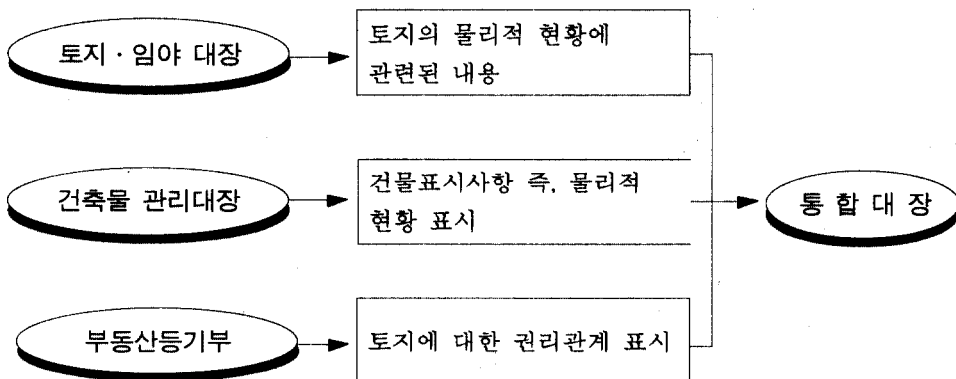 토지 · 임야 대장
토지의 물리적 현황에
관련된 내용
건축물 관리대장
건물표시사항 즉, 물리적
현황 표시
통 합 대 장
부동산등기부
토지에 대한 권리관계 표시